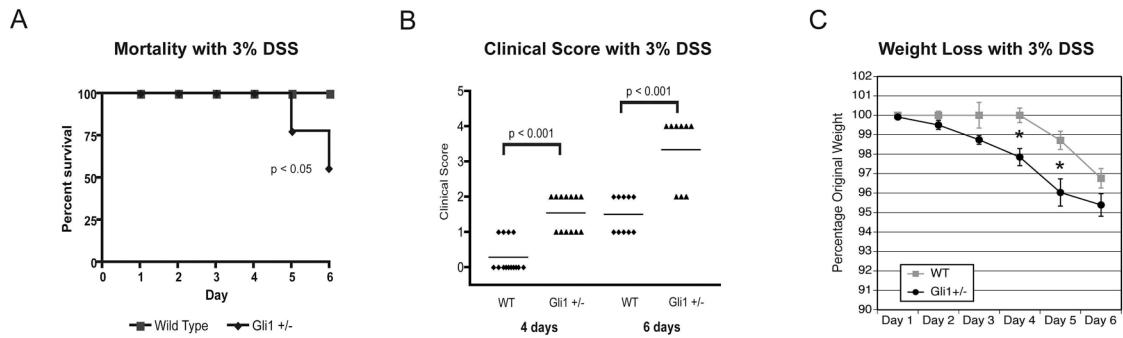 A
Mortality with 3% DSS
Percent survival
100
75
50
25
0
p < 0.05
0 1 2 3 4 5 6
Day
Wild Type Gli1 +/-
B
Clinical Score with 3% DSS
Clinical Score
5
4
3
2
1
0
p < 0.001
p < 0.001
WT Gli1 +/- WT Gli1 +/-
4 days 6 days
C
Weight Loss with 3% DSS
Percentage Original Weight
102
101
100
99
98
97
96
95
94
93
92
91
90
*
*
WT
Gli1+/-
Day 1 Day 2 Day 3 Day 4 Day 5 Day 6